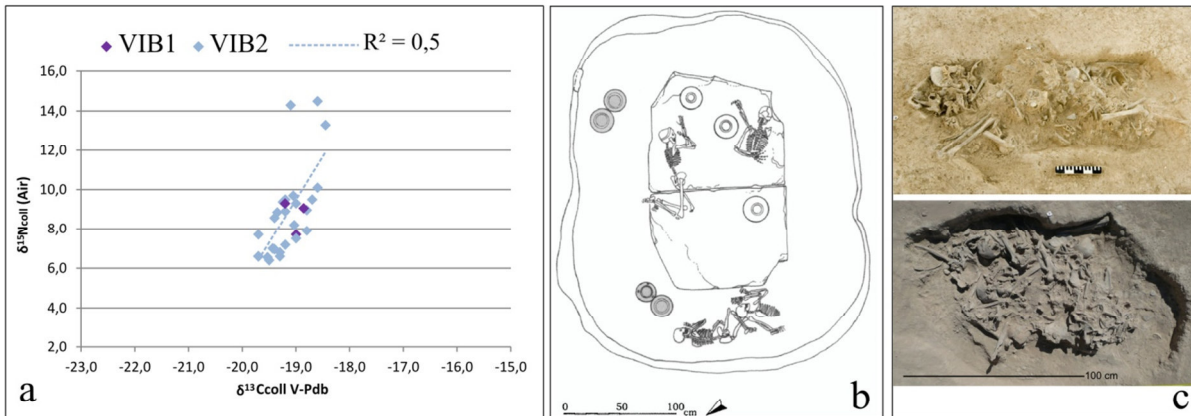 VIB1 VIB2 R² = 0,5
16,0
14,0
12,0
10,0
8,0
6,0
4,0
2,0
δ¹⁵Ncoll (Air)
-23,0 -22,0 -21,0 -20,0 -19,0 -18,0 -17,0 -16,0 -15,0
δ¹³Ccoll V-Pdb
a
0 50 100 cm
b
100 cm
c